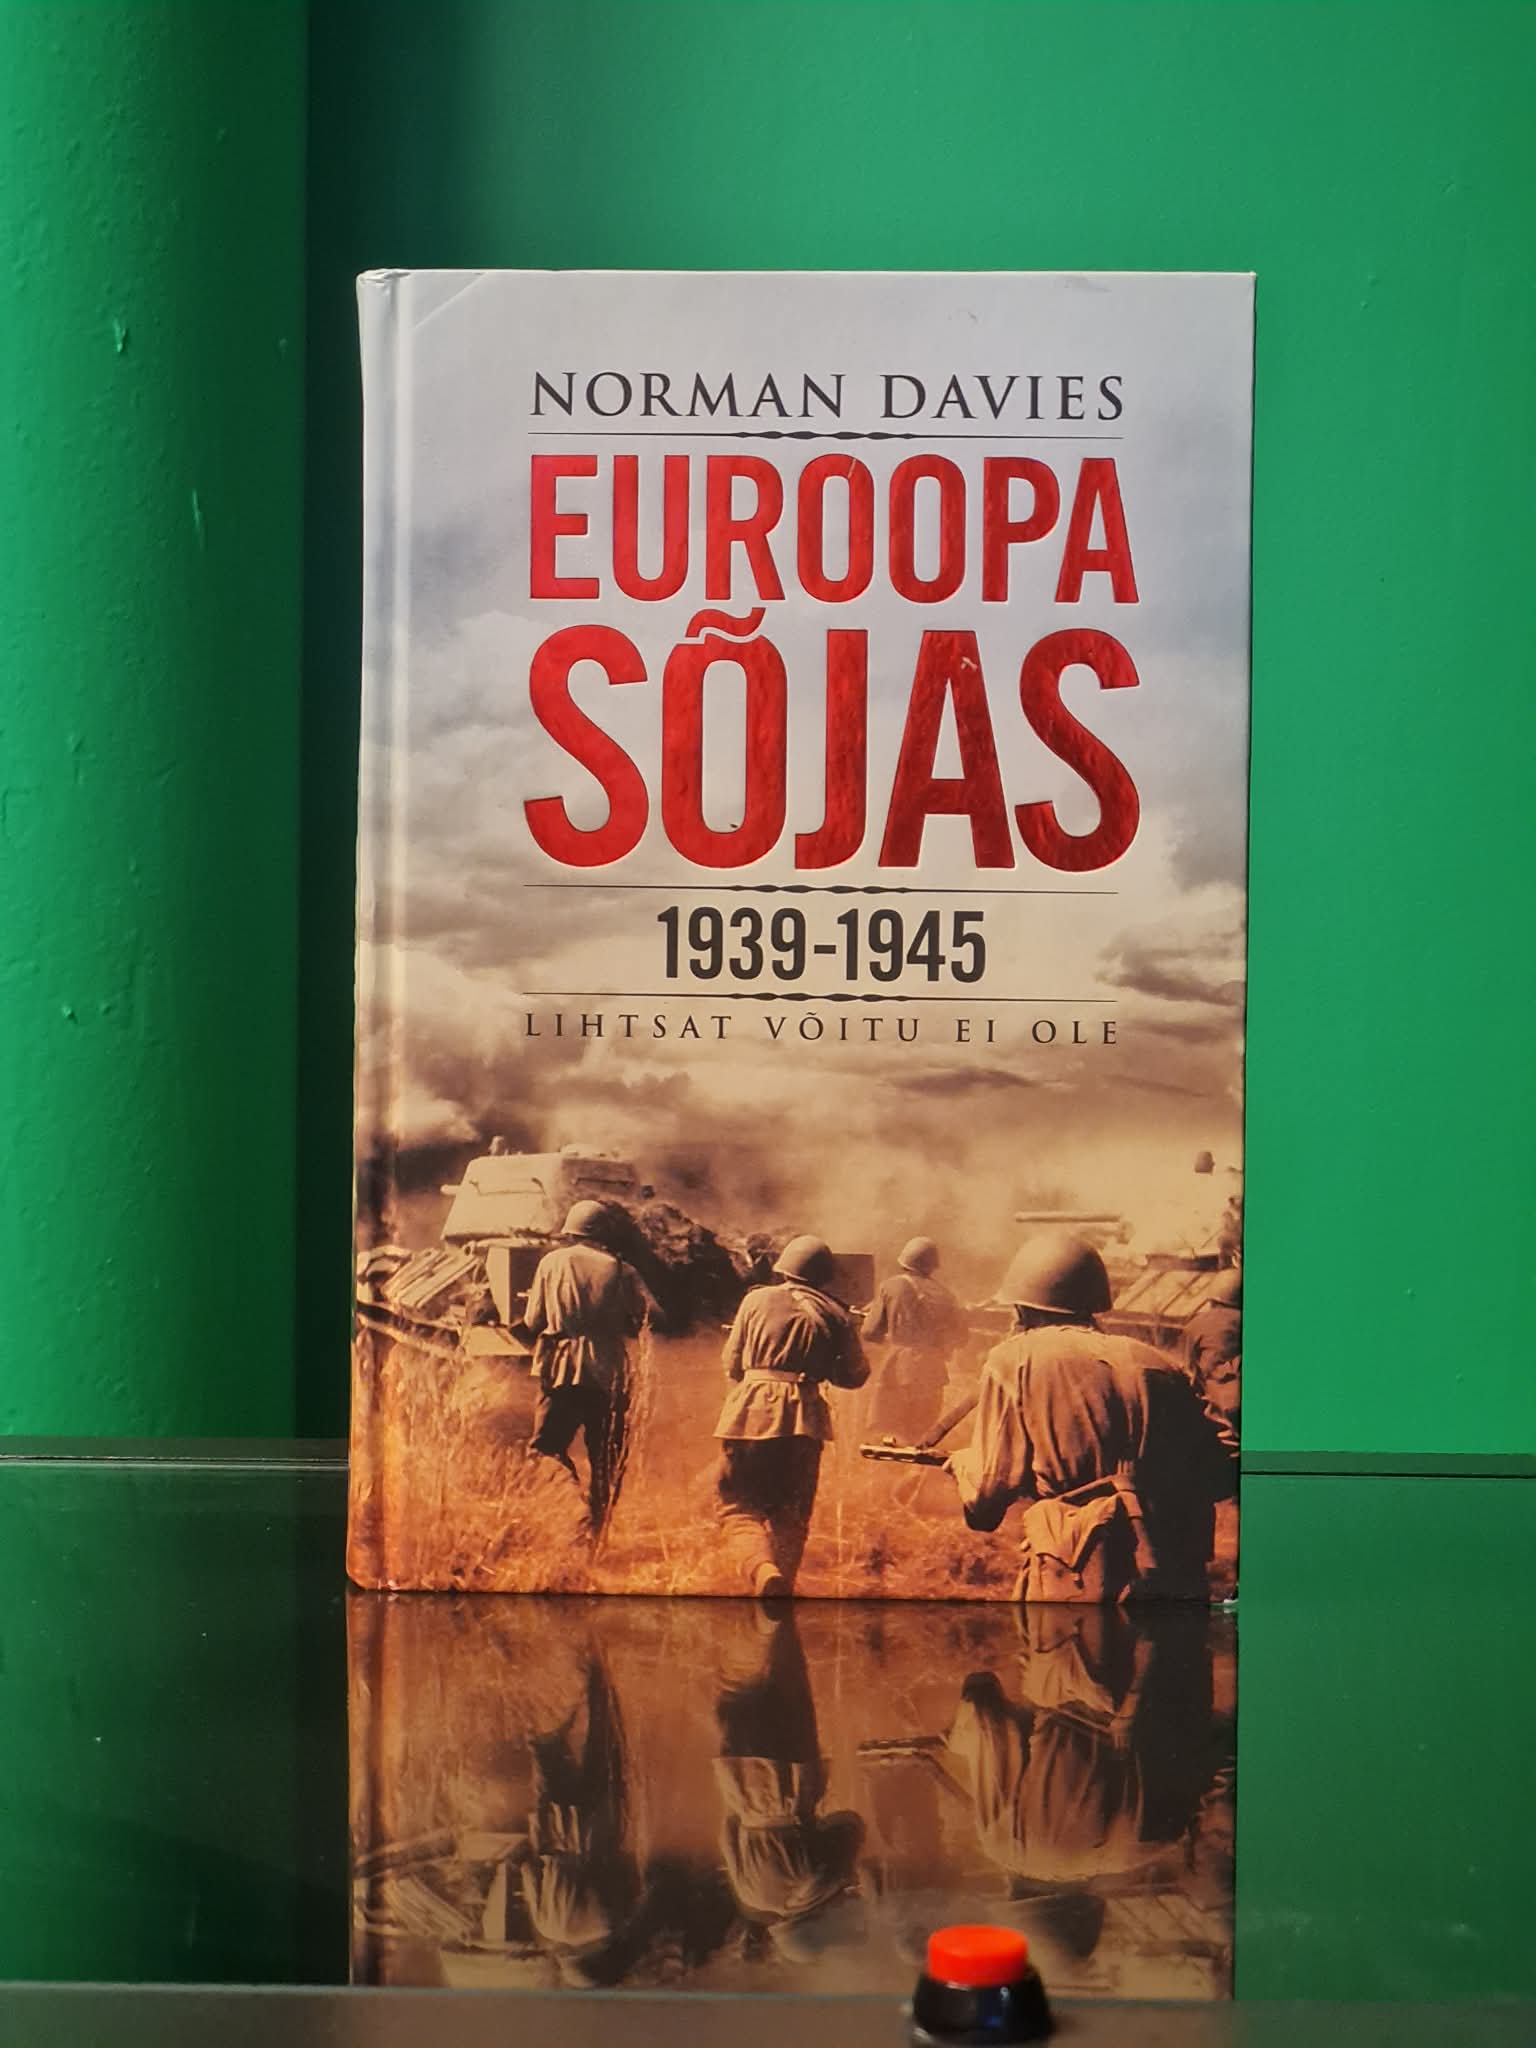 NORMAN DAVIES
EUROOPA
SÕJAS
1939-1945
LIHTSAT VÕITU EI OLE